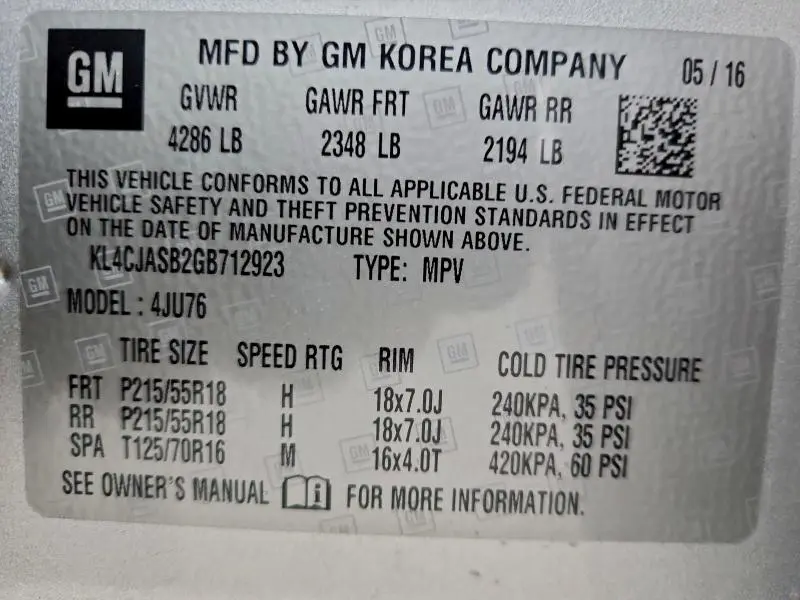 GM MFD BY GM KOREA COMPANY 05 / 16
GVWR GAWR FRT GAWR RR
4286 LB 2348 LB 2194 LB
THIS VEHICLE CONFORMS TO ALL APPLICABLE U.S. FEDERAL MOTOR
VEHICLE SAFETY AND THEFT PREVENTION STANDARDS IN EFFECT
ON THE DATE OF MANUFACTURE SHOWN ABOVE.
KL4CJASB2GB712923 TYPE: MPV
MODEL : 4JU76
TIRE SIZE SPEED RTG RIM COLD TIRE PRESSURE
FRT P215/55R18 H 18x7.0J 240KPA, 35 PSI
RR P215/55R18 H 18x7.0J 240KPA, 35 PSI
SPA T125/70R16 M 16x4.0T 420KPA, 60 PSI
SEE OWNER'S MANUAL i FOR MORE INFORMATION.